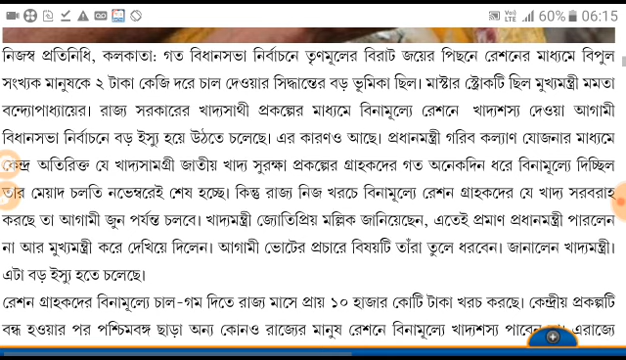 60% 06:15
নিজস্ব প্রতিনিধি, কলকাতা: গত বিধানসভা নির্বাচনে তৃণমূলের বিরাট জয়ের পিছনে রেশনের মাধ্যমে বিপুল
সংখ্যক মানুষকে ২ টাকা কেজি দরে চাল দেওয়ার সিদ্ধান্তের বড় ভূমিকা ছিল। মাস্টার স্ট্রোকটি ছিল মুখ্যমন্ত্রী মমতা
বন্দ্যোপাধ্যায়ের। রাজ্য সরকারের খাদ্যসাথী প্রকল্পের মাধ্যমে বিনামূল্যে রেশনে খাদ্যশস্য দেওয়া আগামী
বিধানসভা নির্বাচনে বড় ইস্যু হয়ে উঠতে চলেছে। এর কারণও আছে। প্রধানমন্ত্রী গরিব কল্যাণ যোজনার মাধ্যমে
কেন্দ্র অতিরিক্ত যে খাদ্যসামগ্রী জাতীয় খাদ্য সুরক্ষা প্রকল্পের গ্রাহকদের গত অনেকদিন ধরে বিনামূল্যে দিচ্ছিল
তার মেয়াদ চলতি নভেম্বরেই শেষ হচ্ছে। কিন্তু রাজ্য নিজ খরচে বিনামূল্যে রেশন গ্রাহকদের যে খাদ্য সরবরাহ
করছে তা আগামী জুন পর্যন্ত চলবে। খাদ্যমন্ত্রী জ্যোতিপ্রিয় মল্লিক জানিয়েছেন, এতেই প্রমাণ প্রধানমন্ত্রী পারলেন
না আর মুখ্যমন্ত্রী করে দেখিয়ে দিলেন। আগামী ভোটের প্রচারে বিষয়টি তাঁরা তুলে ধরবেন। জানালেন খাদ্যমন্ত্রী।
এটা বড় ইস্যু হতে চলেছে।
রেশন গ্রাহকদের বিনামূল্যে চাল-গম দিতে রাজ্য মাসে প্রায় ১০ হাজার কোটি টাকা খরচ করছে। কেন্দ্রীয় প্রকল্পটি
বন্ধ হওয়ার পর পশ্চিমবঙ্গ ছাড়া অন্য কোনও রাজ্যের মানুষ রেশনে বিনামূল্যে খাদ্যশস্য পাবেন এরাজ্যে